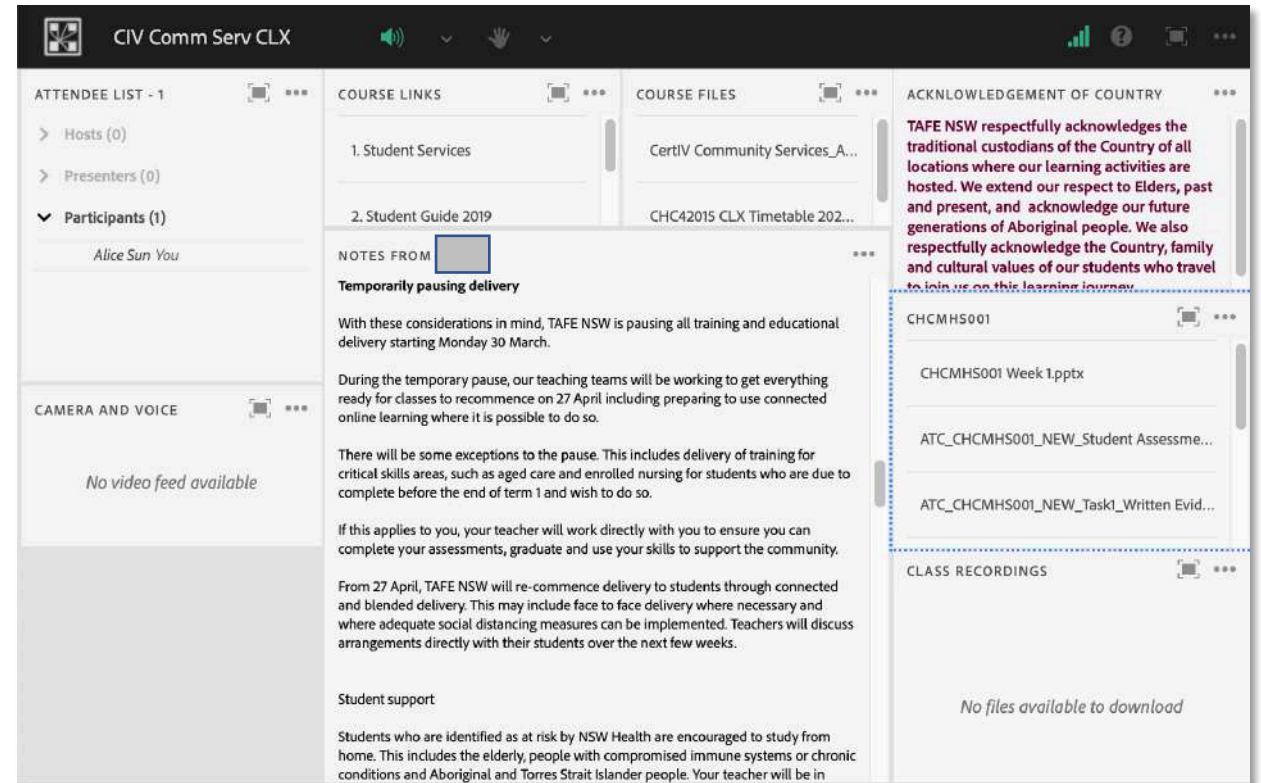 CIV Comm Serv CLX
ATTENDEE LIST - 1
Hosts (0)
Presenters (0)
Participants (1)
Alice Sun You
CAMERA AND VOICE
No video feed available
COURSE LINKS
1. Student Services
2. Student Guide 2019
COURSE FILES
CertIV Community Services_A...
CHC42015 CLX Timetable 202...
NOTES FROM
Temporarily pausing delivery
With these considerations in mind, TAFE NSW is pausing all training and educational
delivery starting Monday 30 March.
During the temporary pause, our teaching teams will be working to get everything
ready for classes to recommence on 27 April including preparing to use connected
online learning where it is possible to do so.
There will be some exceptions to the pause. This includes delivery of training for
critical skills areas, such as aged care and enrolled nursing for students who are due to
complete before the end of term 1 and wish to do so.
If this applies to you, your teacher will work directly with you to ensure you can
complete your assessments, graduate and use your skills to support the community.
From 27 April, TAFE NSW will re-commence delivery to students through connected
and blended delivery. This may include face to face delivery where necessary and
where adequate social distancing measures can be implemented. Teachers will discuss
arrangements directly with their students over the next few weeks.
Student support
Students who are identified as at risk by NSW Health are encouraged to study from
home. This includes the elderly, people with compromised immune systems or chronic
conditions and Aboriginal and Torres Strait Islander people. Your teacher will be in
ACKNLOWLEDGEMENT OF COUNTRY
TAFE NSW respectfully acknowledges the
traditional custodians of the Country of all
locations where our learning activities are
hosted. We extend our respect to Elders, past
and present, and acknowledge our future
generations of Aboriginal people. We also
respectfully acknowledge the Country, family
and cultural values of our students who travel
to join us on this learning journey
CHCMHS001
CHCMHS001 Week 1.pptx
ATC_CHCMHS001_NEW_Student Assessme...
ATC_CHCMHS001_NEW_Task1_Written Evid...
CLASS RECORDINGS
No files available to download